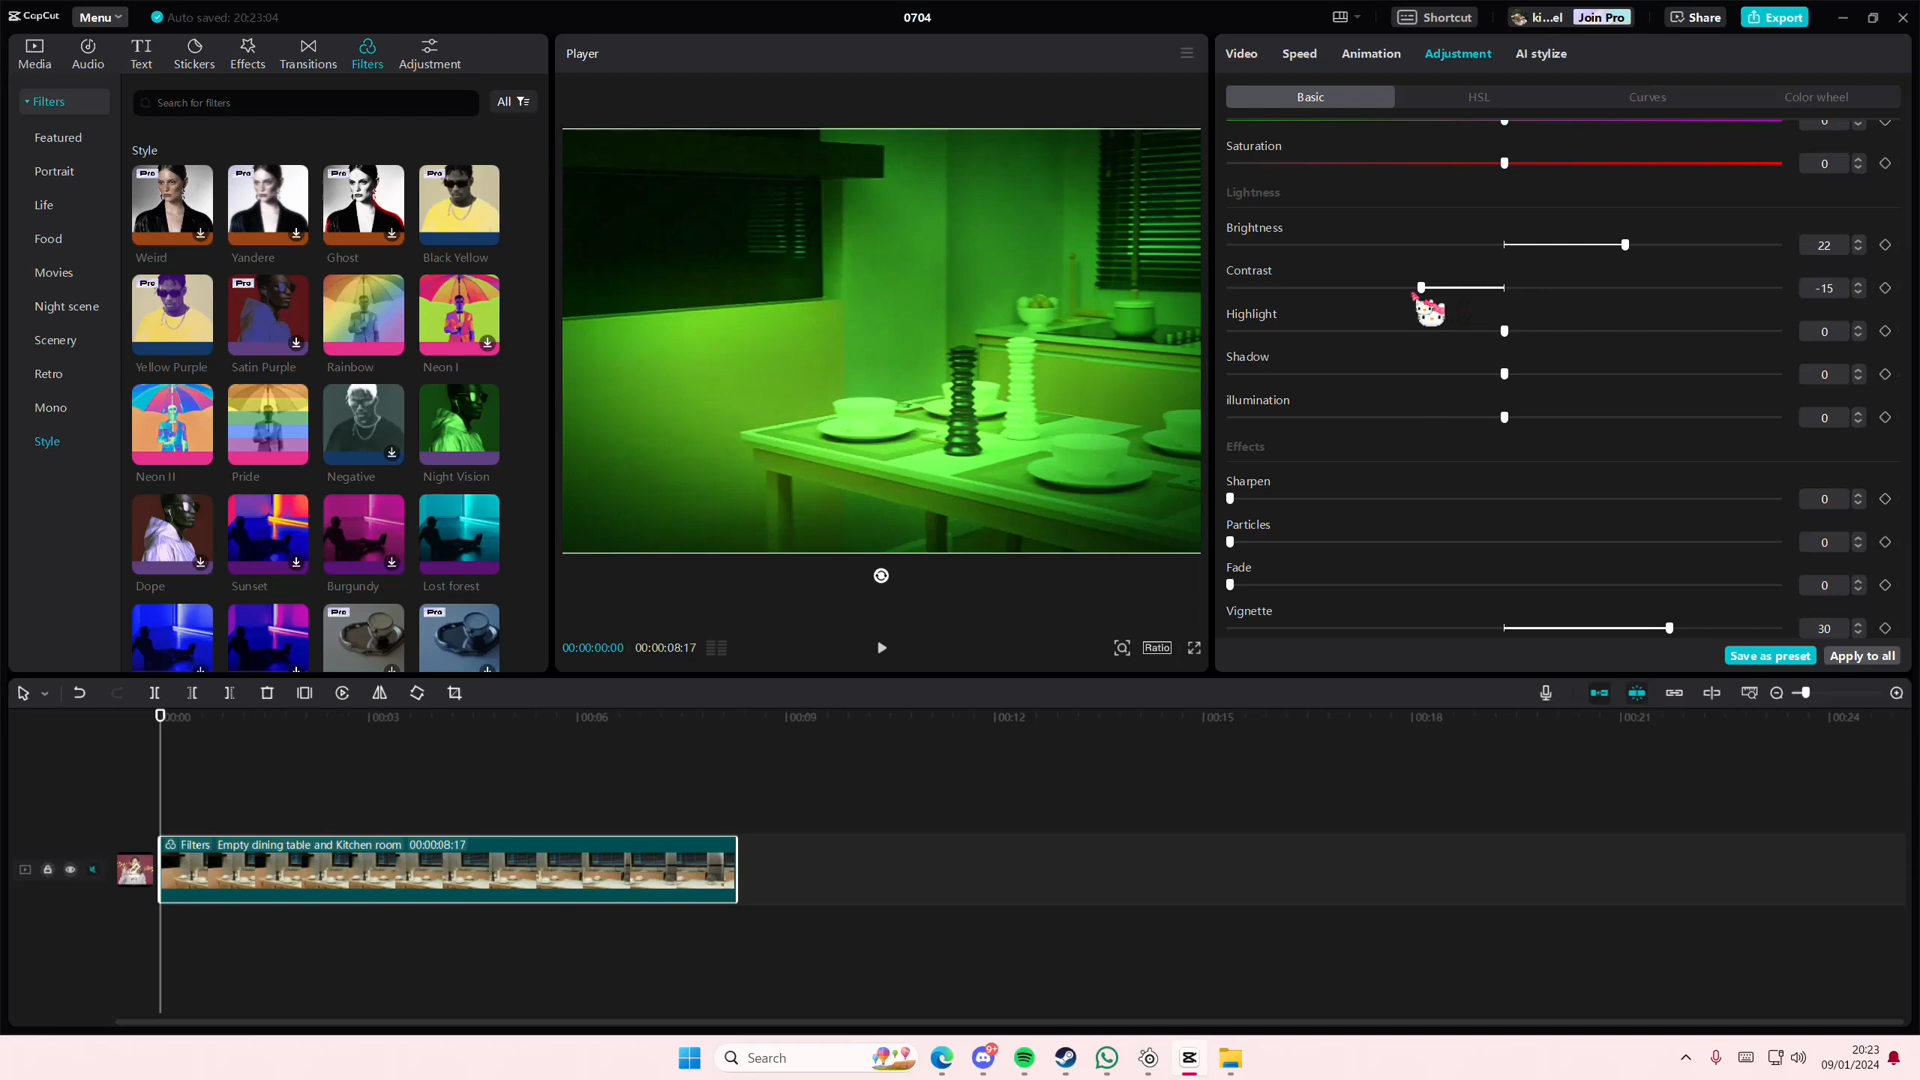 CapCut
Menu
Auto saved: 20:23:04
0704
Shortcut
ki...el
Join Pro
Share
Export
Media
Audio
Text
Stickers
Effects
Transitions
Filters
Adjustment
Filters
Featured
Portrait
Life
Food
Movies
Night scene
Scenery
Retro
Mono
Style
Search for filters
All
Style
Pro
Pro
Pro
Pro
Weird
Yandere
Ghost
Black Yellow
Pro
Pro
Yellow Purple
Satin Purple
Rainbow
Neon I
Neon II
Pride
Negative
Night Vision
Dope
Sunset
Burgundy
Lost forest
Pro
Pro
Player
00:00:00:00
00:00:08:17
Ratio
Video
Speed
Animation
Adjustment
AI stylize
Basic
HSL
Curves
Color wheel
0
Saturation
0
Lightness
Brightness
22
Contrast
-15
Highlight
0
Shadow
0
illumination
0
Effects
Sharpen
0
Particles
0
Fade
0
Vignette
30
Save as preset
Apply to all
00:00
00:03
00:06
00:09
00:12
00:15
00:18
00:21
00:24
Filters Empty dining table and Kitchen room 00:00:08:17
Search
9+
20:23
09/01/2024